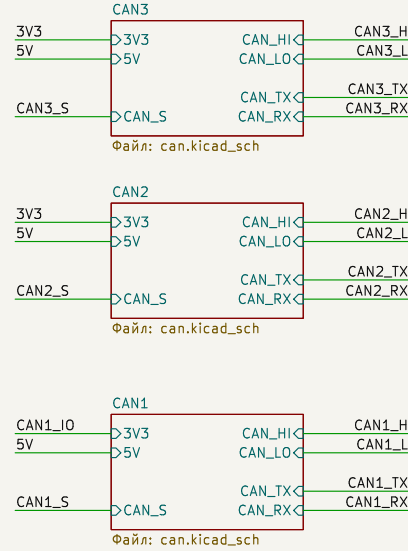 CAN3
3V3 3V3 CAN_HI CAN3_H
5V 5V CAN_LO CAN3_L
CAN_TX CAN3_TX
CAN3_S CAN_S CAN_RX CAN3_RX
Файл: can.kicad_sch
CAN2
3V3 3V3 CAN_HI CAN2_H
5V 5V CAN_LO CAN2_L
CAN_TX CAN2_TX
CAN2_S CAN_S CAN_RX CAN2_RX
Файл: can.kicad_sch
CAN1
CAN1_IO 3V3 CAN_HI CAN1_H
5V 5V CAN_LO CAN1_L
CAN_TX CAN1_TX
CAN1_S CAN_S CAN_RX CAN1_RX
Файл: can.kicad_sch